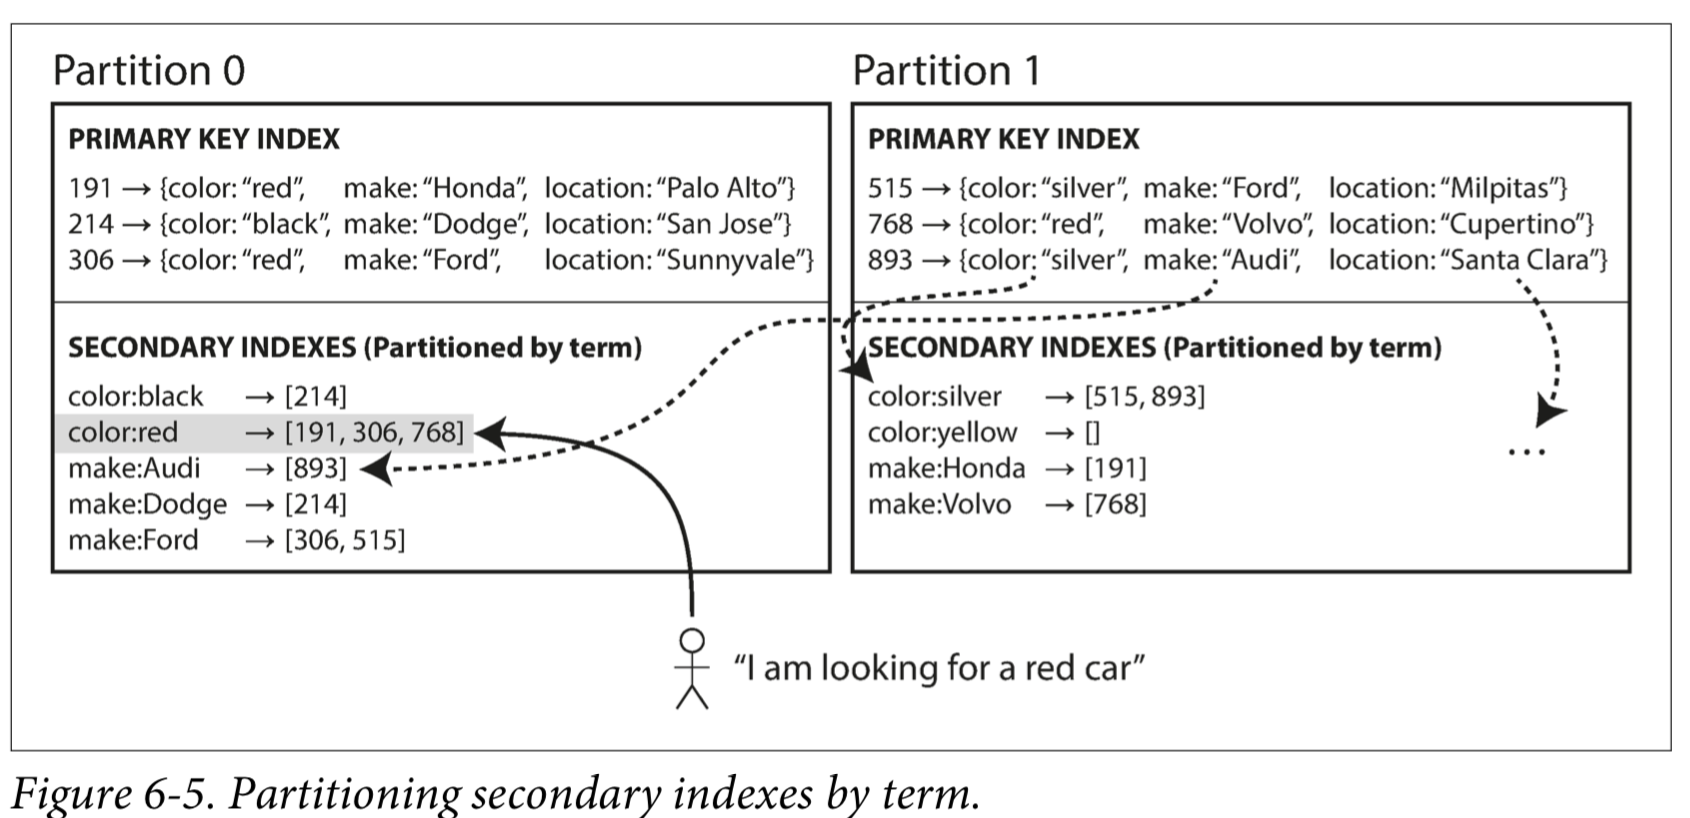 Partition 0
PRIMARY KEY INDEX
191 → {color: “red”, make: “Honda”, location: “Palo Alto”}
214 → {color: “black”, make: “Dodge”, location: “San Jose”}
306 → {color: “red”, make: “Ford”, location: “Sunnyvale”}
SECONDARY INDEXES (Partitioned by term)
color:black → [214]
color:red → [191, 306, 768]
make:Audi → [893]
make:Dodge → [214]
make:Ford → [306, 515]
Partition 1
PRIMARY KEY INDEX
515 → {color: “silver”, make: “Ford”, location: “Milpitas”}
768 → {color: “red”, make: “Volvo”, location: “Cupertino”}
893 → {color: “silver”, make: “Audi”, location: “Santa Clara”}
SECONDARY INDEXES (Partitioned by term)
color:silver → [515, 893]
color:yellow → []
make:Honda → [191]
make:Volvo → [768]
...
“I am looking for a red car”
Figure 6-5. Partitioning secondary indexes by term.